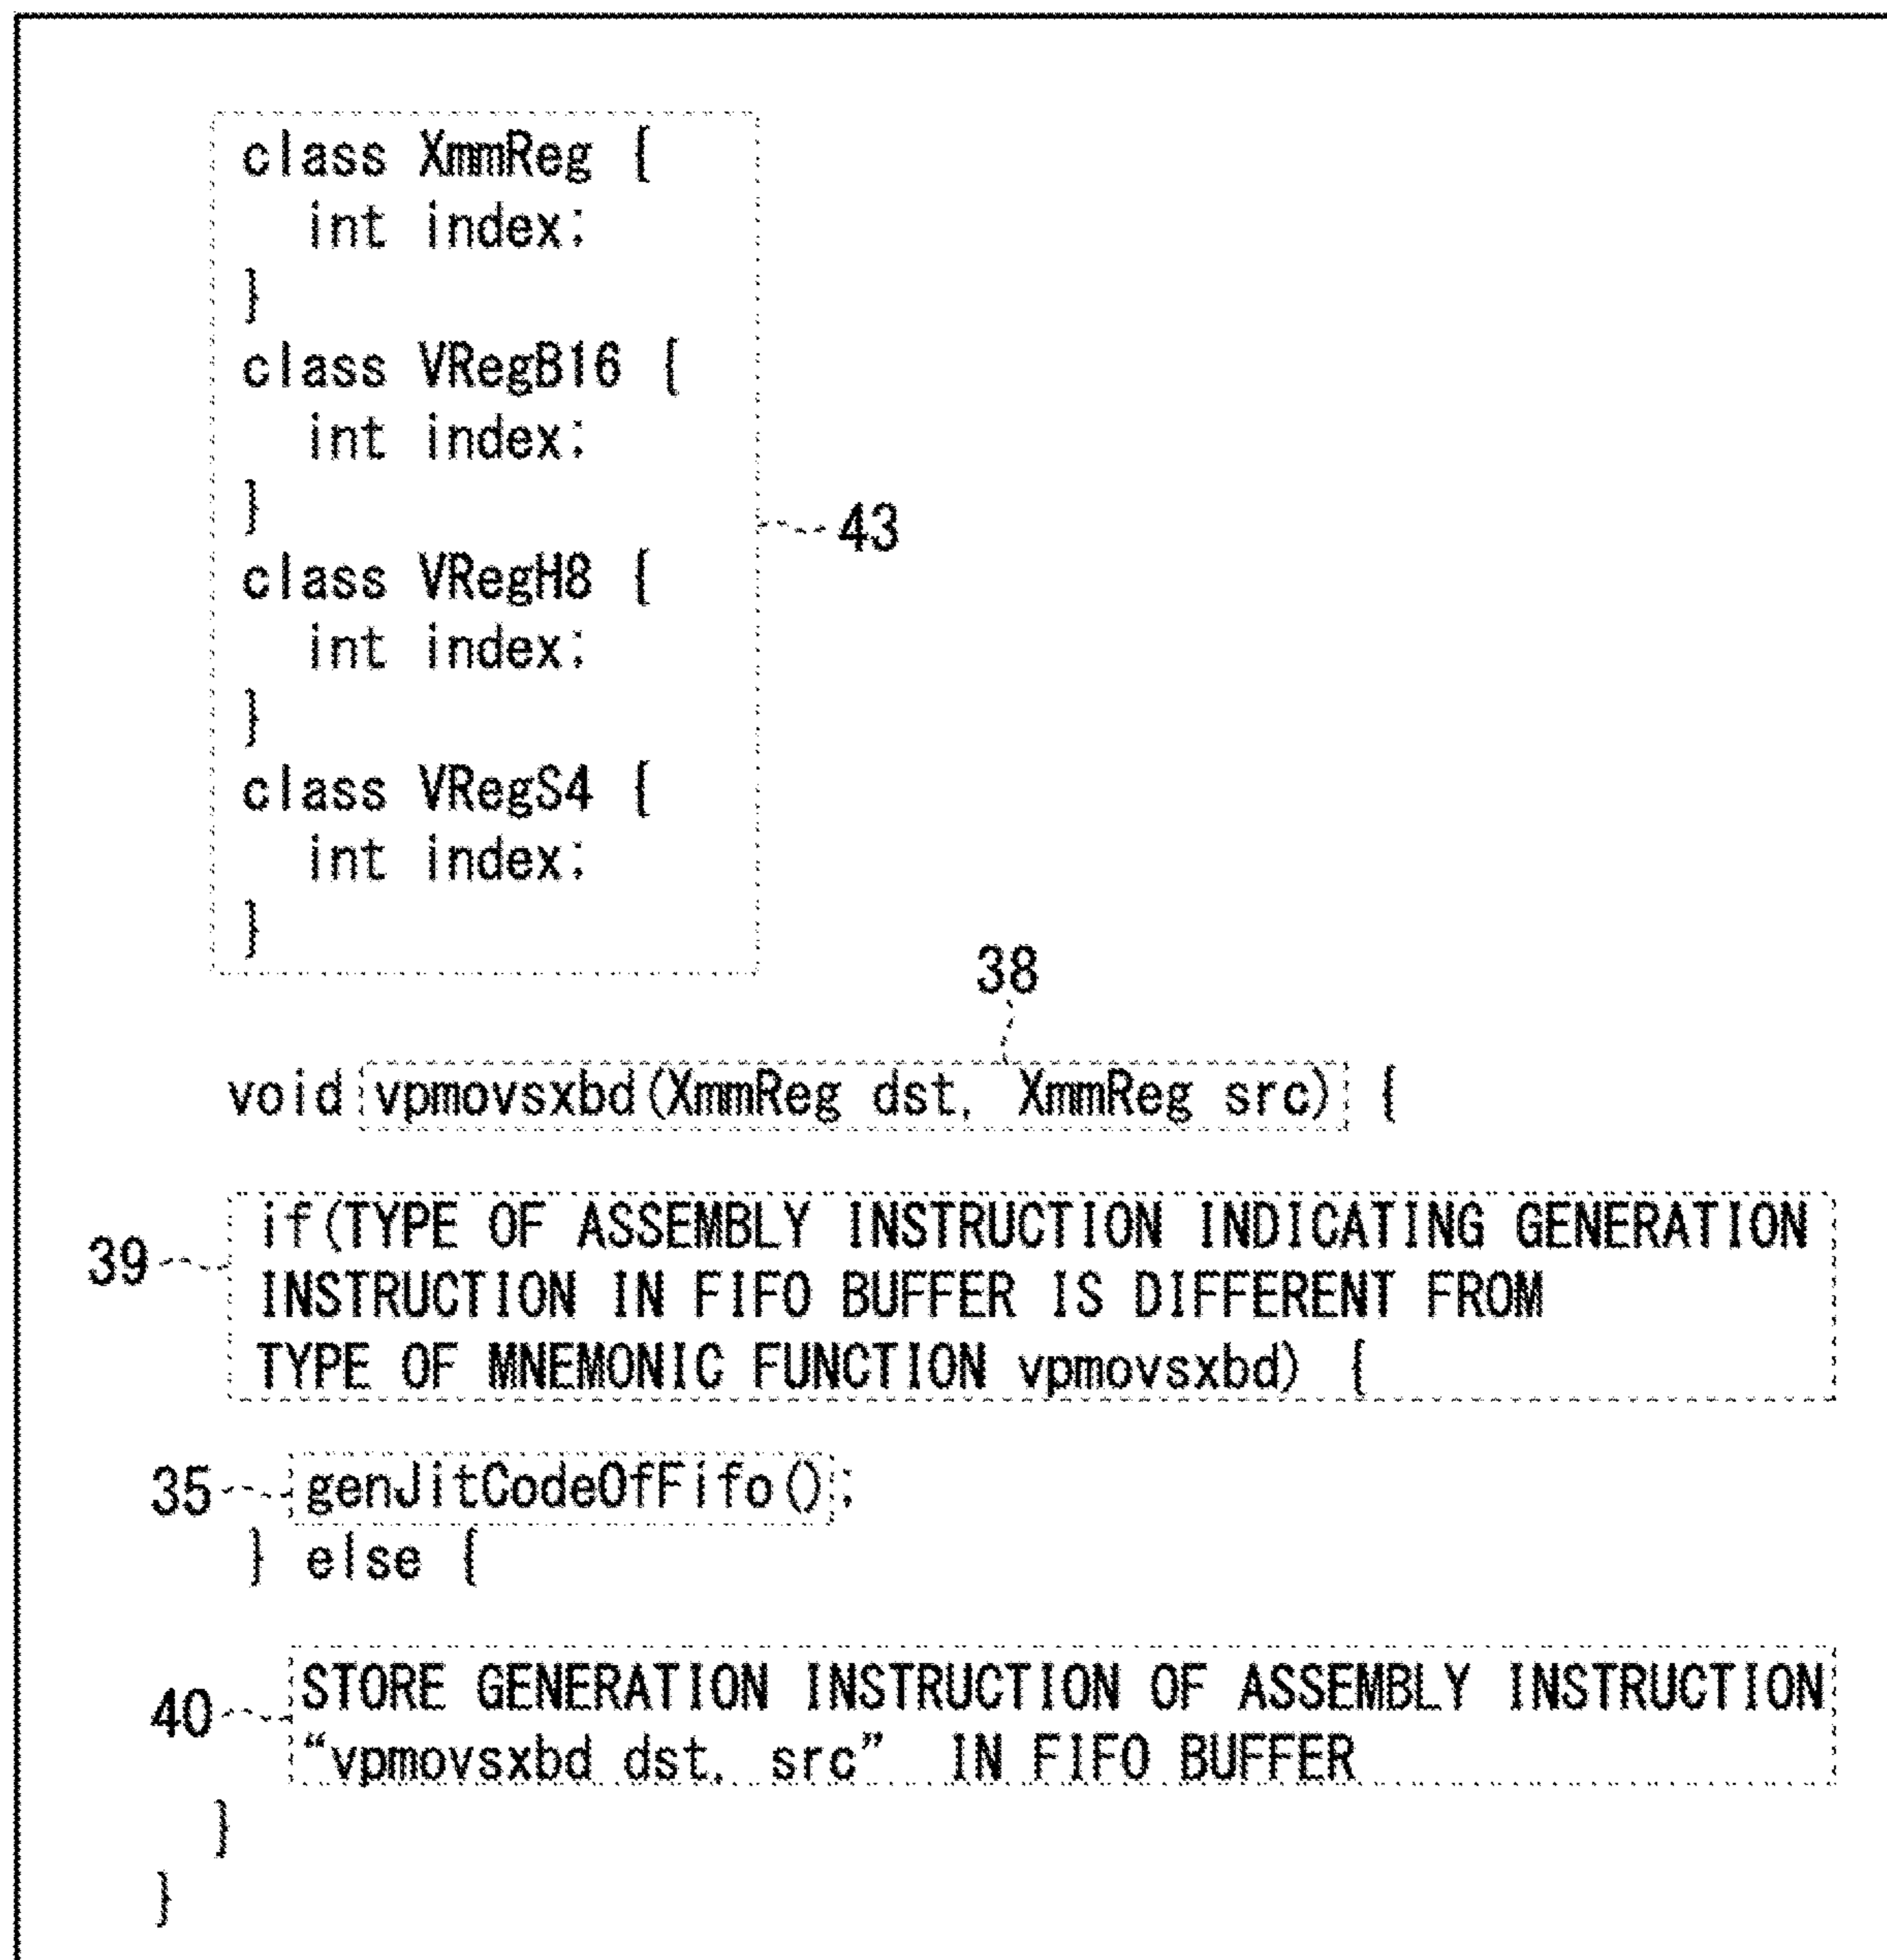 class XmmReg {
int index;
}
class VRegB16 {
int index;
}
43
class VRegH8 {
int index;
}
class VRegS4 {
int index;
}
38
void vpmovsxbd(XmmReg dst, XmmReg src) {
if(TYPE OF ASSEMBLY INSTRUCTION INDICATING GENERATION
39 INSTRUCTION IN FIFO BUFFER IS DIFFERENT FROM
TYPE OF MNEMONIC FUNCTION vpmovsxbd) {
35 genJitCodeOfFifo();
} else {
STORE GENERATION INSTRUCTION OF ASSEMBLY INSTRUCTION
40 “vpmovsxbd dst, src” IN FIFO BUFFER
}
}